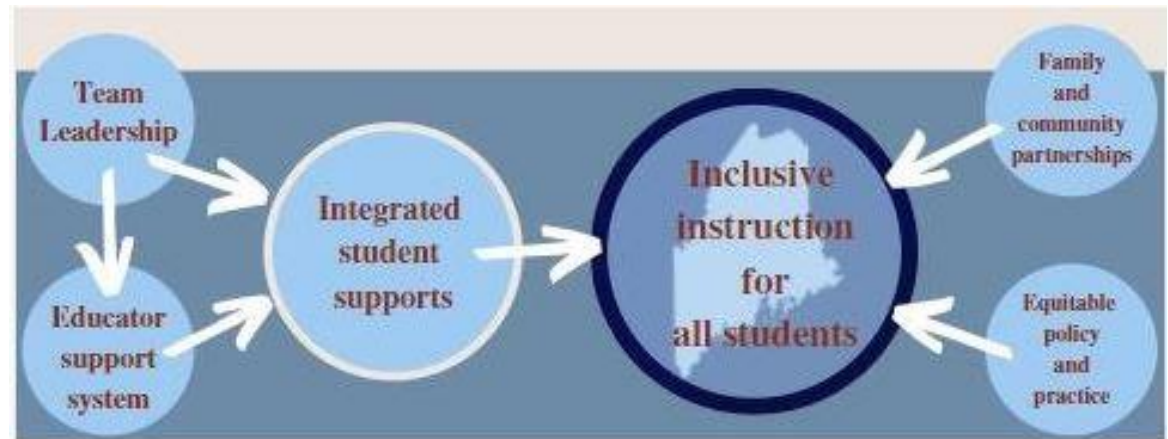 Team
Leadership
Educator
support
system
Integrated
student
supports
Inclusive
instruction
for
all students
Family
and
community
partnerships
Equitable
policy
and
practice